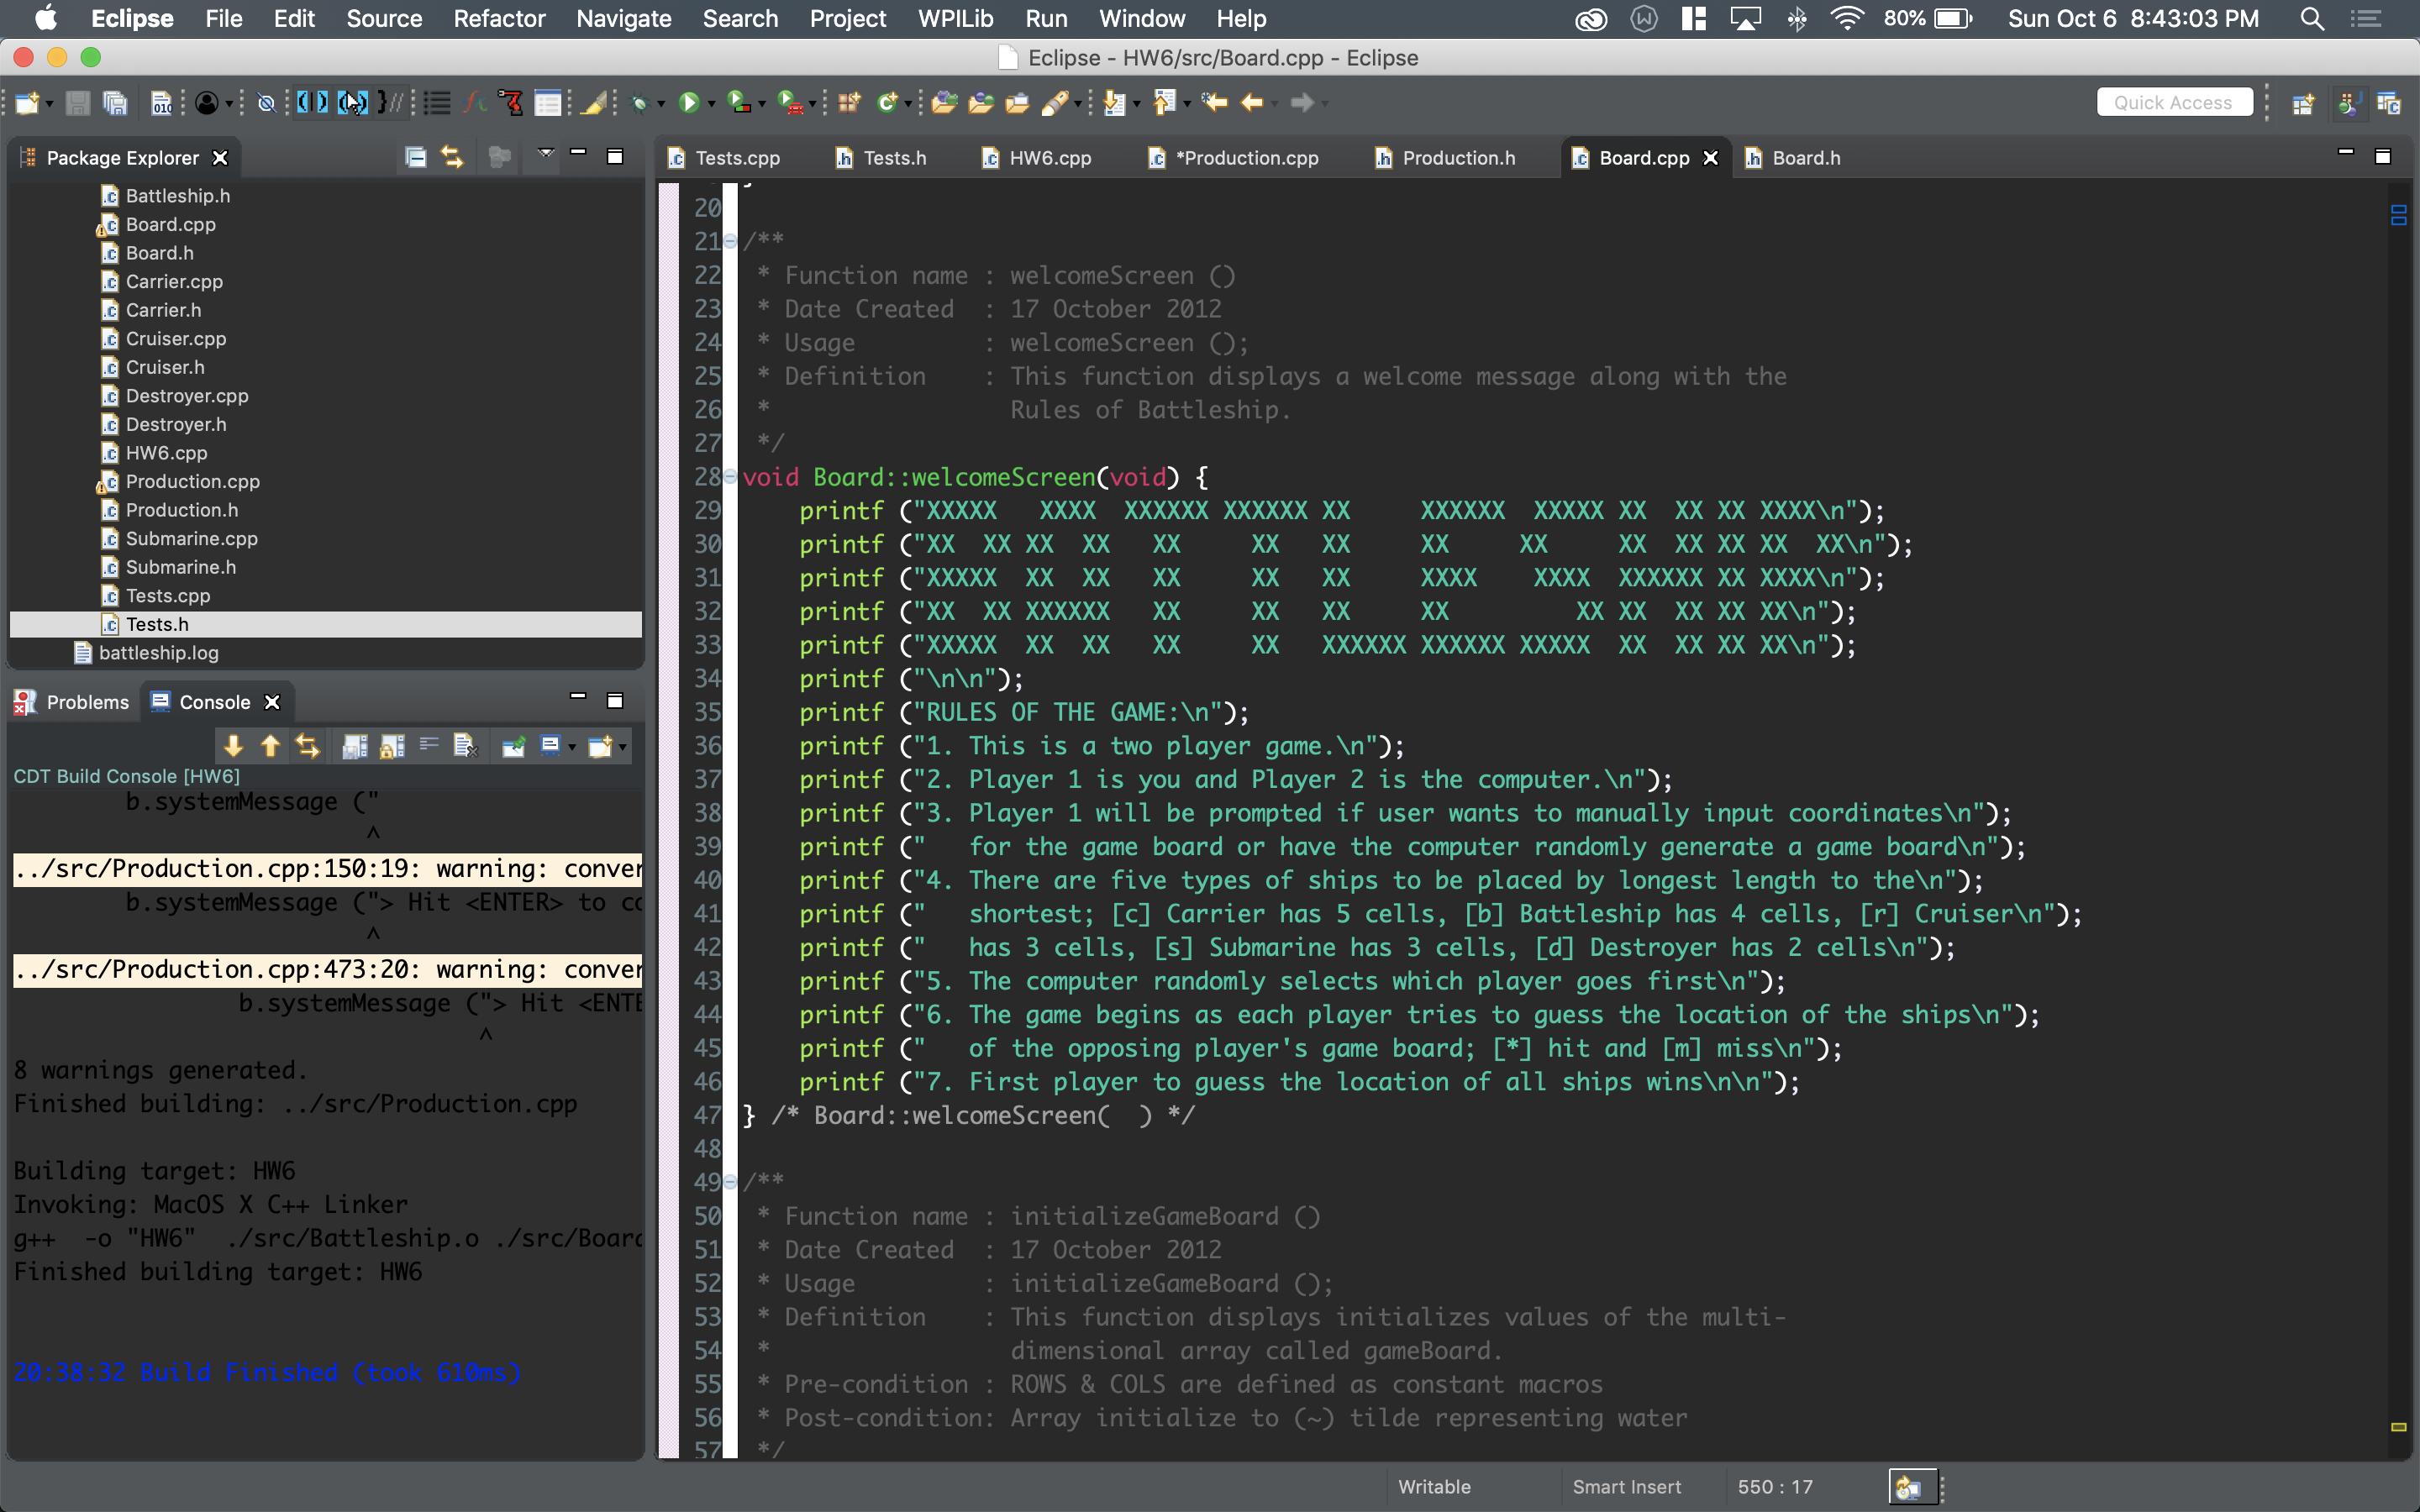 Eclipse File Edit Source Refactor Navigate Search Project WPILib Run Window Help 80% Sun Oct 6 8:43:03 PM
Eclipse - HW6/src/Board.cpp - Eclipse
Quick Access
Package Explorer
Battleship.h
Board.cpp
Board.h
Carrier.cpp
Carrier.h
Cruiser.cpp
Cruiser.h
Destroyer.cpp
Destroyer.h
HW6.cpp
Production.cpp
Production.h
Submarine.cpp
Submarine.h
Tests.cpp
Tests.h
battleship.log
Problems Console
CDT Build Console [HW6]
        b.systemMessage ("
                         ^
../src/Production.cpp:150:19: warning: conver
        b.systemMessage ("> Hit <ENTER> to co
                         ^
../src/Production.cpp:473:20: warning: conver
                b.systemMessage ("> Hit <ENTE
                                 ^
8 warnings generated.
Finished building: ../src/Production.cpp
Building target: HW6
Invoking: MacOS X C++ Linker
g++  -o "HW6"  ./src/Battleship.o ./src/Board
Finished building target: HW6
20:38:32 Build Finished (took 610ms)
Tests.cpp Tests.h HW6.cpp *Production.cpp Production.h Board.cpp Board.h
20
21 /**
22  * Function name : welcomeScreen ()
23  * Date Created  : 17 October 2012
24  * Usage         : welcomeScreen ();
25  * Definition    : This function displays a welcome message along with the
26  *                 Rules of Battleship.
27  */
28 void Board::welcomeScreen(void) {
29     printf ("XXXXX   XXXX  XXXXXX XXXXXX XX     XXXXXX  XXXXX XX  XX XX XXXX\n");
30     printf ("XX  XX XX  XX   XX     XX   XX     XX     XX     XX  XX XX XX  XX\n");
31     printf ("XXXXX  XX  XX   XX     XX   XX     XXXX    XXXX  XXXXXX XX XXXX\n");
32     printf ("XX  XX XXXXXX   XX     XX   XX     XX         XX XX  XX XX XX\n");
33     printf ("XXXXX  XX  XX   XX     XX   XXXXXX XXXXXX XXXXX  XX  XX XX XX\n");
34     printf ("\n\n");
35     printf ("RULES OF THE GAME:\n");
36     printf ("1. This is a two player game.\n");
37     printf ("2. Player 1 is you and Player 2 is the computer.\n");
38     printf ("3. Player 1 will be prompted if user wants to manually input coordinates\n");
39     printf ("   for the game board or have the computer randomly generate a game board\n");
40     printf ("4. There are five types of ships to be placed by longest length to the\n");
41     printf ("   shortest; [c] Carrier has 5 cells, [b] Battleship has 4 cells, [r] Cruiser\n");
42     printf ("   has 3 cells, [s] Submarine has 3 cells, [d] Destroyer has 2 cells\n");
43     printf ("5. The computer randomly selects which player goes first\n");
44     printf ("6. The game begins as each player tries to guess the location of the ships\n");
45     printf ("   of the opposing player's game board; [*] hit and [m] miss\n");
46     printf ("7. First player to guess the location of all ships wins\n\n");
47 } /* Board::welcomeScreen(  ) */
48
49 /**
50  * Function name : initializeGameBoard ()
51  * Date Created  : 17 October 2012
52  * Usage         : initializeGameBoard ();
53  * Definition    : This function displays initializes values of the multi-
54  *                 dimensional array called gameBoard.
55  * Pre-condition : ROWS & COLS are defined as constant macros
56  * Post-condition: Array initialize to (~) tilde representing water
57  */
Writable Smart Insert 550 : 17